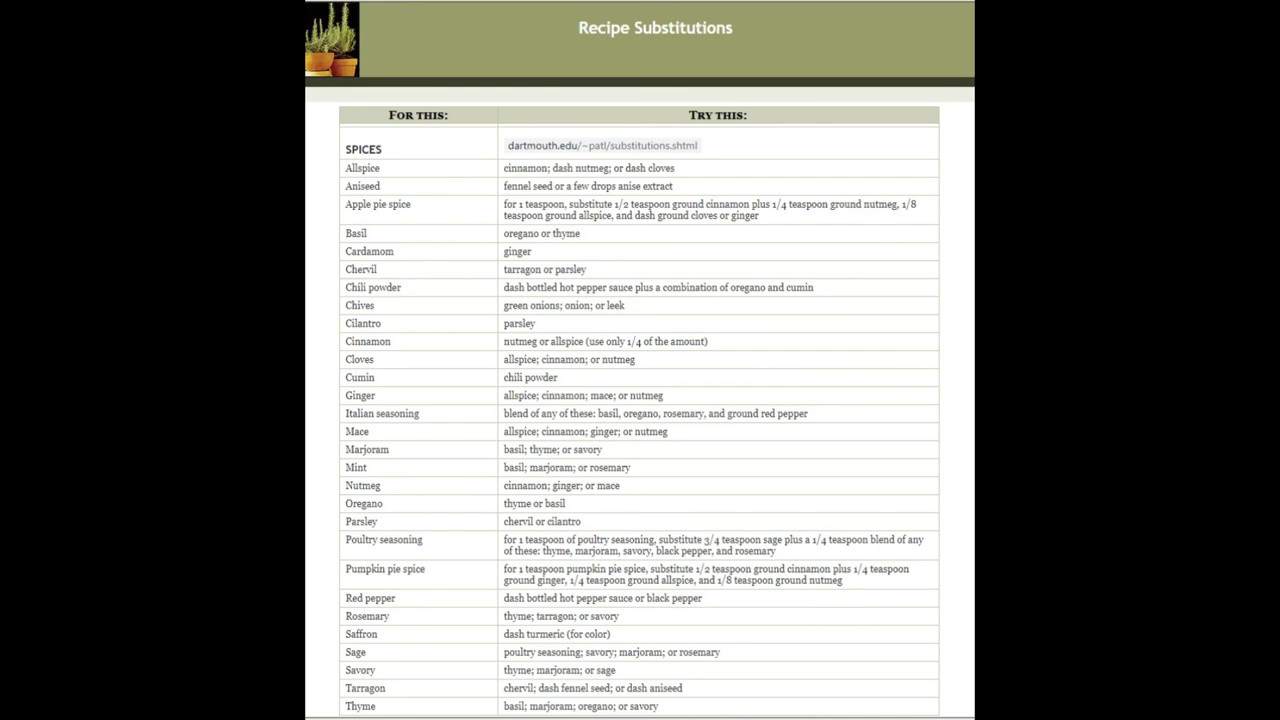 Recipe Substitutions
FOR THIS: TRY THIS:
SPICES dartmouth.edu/~patl/substitutions.shtml
Allspice cinnamon; dash nutmeg; or dash cloves
Aniseed fennel seed or a few drops anise extract
Apple pie spice for 1 teaspoon, substitute 1/2 teaspoon ground cinnamon plus 1/4 teaspoon ground nutmeg, 1/8
teaspoon ground allspice, and dash ground cloves or ginger
Basil oregano or thyme
Cardamom ginger
Chervil tarragon or parsley
Chili powder dash bottled hot pepper sauce plus a combination of oregano and cumin
Chives green onions; onion; or leek
Cilantro parsley
Cinnamon nutmeg or allspice (use only 1/4 of the amount)
Cloves allspice; cinnamon; or nutmeg
Cumin chili powder
Ginger allspice; cinnamon; mace; or nutmeg
Italian seasoning blend of any of these: basil, oregano, rosemary, and ground red pepper
Mace allspice; cinnamon; ginger; or nutmeg
Marjoram basil; thyme; or savory
Mint basil; marjoram; or rosemary
Nutmeg cinnamon; ginger; or mace
Oregano thyme or basil
Parsley chervil or cilantro
Poultry seasoning for 1 teaspoon of poultry seasoning, substitute 3/4 teaspoon sage plus a 1/4 teaspoon blend of any
of these: thyme, marjoram, savory, black pepper, and rosemary
Pumpkin pie spice for 1 teaspoon pumpkin pie spice, substitute 1/2 teaspoon ground cinnamon plus 1/4 teaspoon
ground ginger, 1/4 teaspoon ground allspice, and 1/8 teaspoon ground nutmeg
Red pepper dash bottled hot pepper sauce or black pepper
Rosemary thyme; tarragon; or savory
Saffron dash turmeric (for color)
Sage poultry seasoning; savory; marjoram; or rosemary
Savory thyme; marjoram; or sage
Tarragon chervil; dash fennel seed; or dash aniseed
Thyme basil; marjoram; oregano; or savory